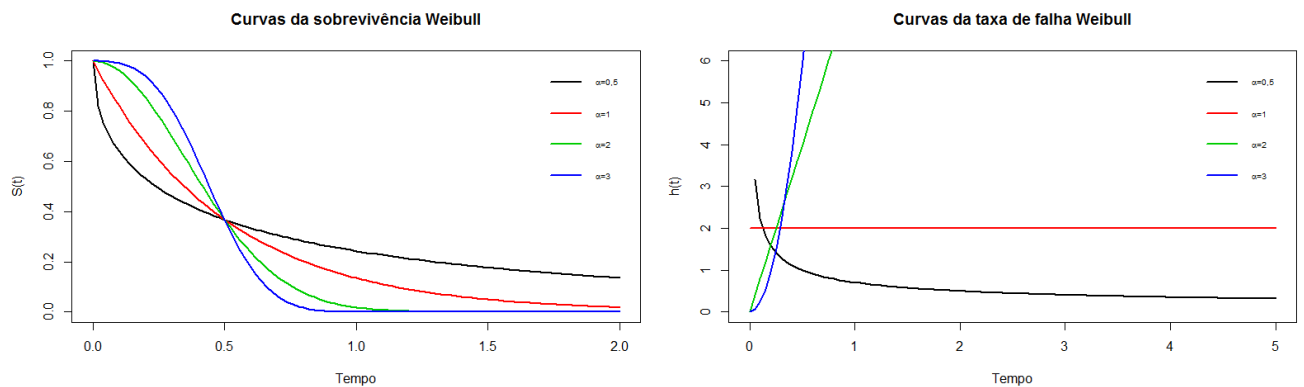 Curvas da sobrevivência Weibull
S(t)
1.0
0.8
0.6
0.4
0.2
0.0
α=0,5
α=1
α=2
α=3
0.0 0.5 1.0 1.5 2.0
Tempo
Curvas da taxa de falha Weibull
h(t)
6
5
4
3
2
1
0
α=0,5
α=1
α=2
α=3
0 1 2 3 4 5
Tempo